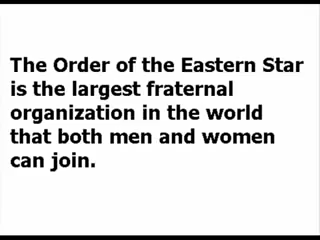 The Order of the Eastern Star
is the largest fraternal
organization in the world
that both men and women
can join.